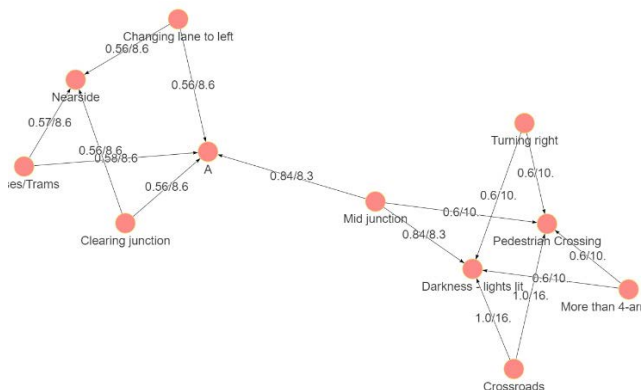 Changing lane to left
0.56/8.6
Nearside
0.56/8.6
0.57/8.6
Turning right
0.56/8.6
0.58/8.6
ses/Trams
A
0.84/8.3
0.6/10.
0.6/10.
0.56/8.6
Clearing junction
Mid junction
0.6/10.
0.84/8.3
Pedestrian Crossing
0.6/10.
Darkness - lights lit
0.6/10.
1.0/16.
More than 4-arr
1.0/16.
Crossroads